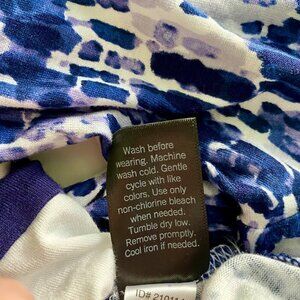 Wash before
wearing. Machine
wash cold. Gentle
cycle with like
colors. Use only
non-chlorine bleach
when needed.
Tumble dry low.
Remove promptly.
Cool iron if needed.
ID#